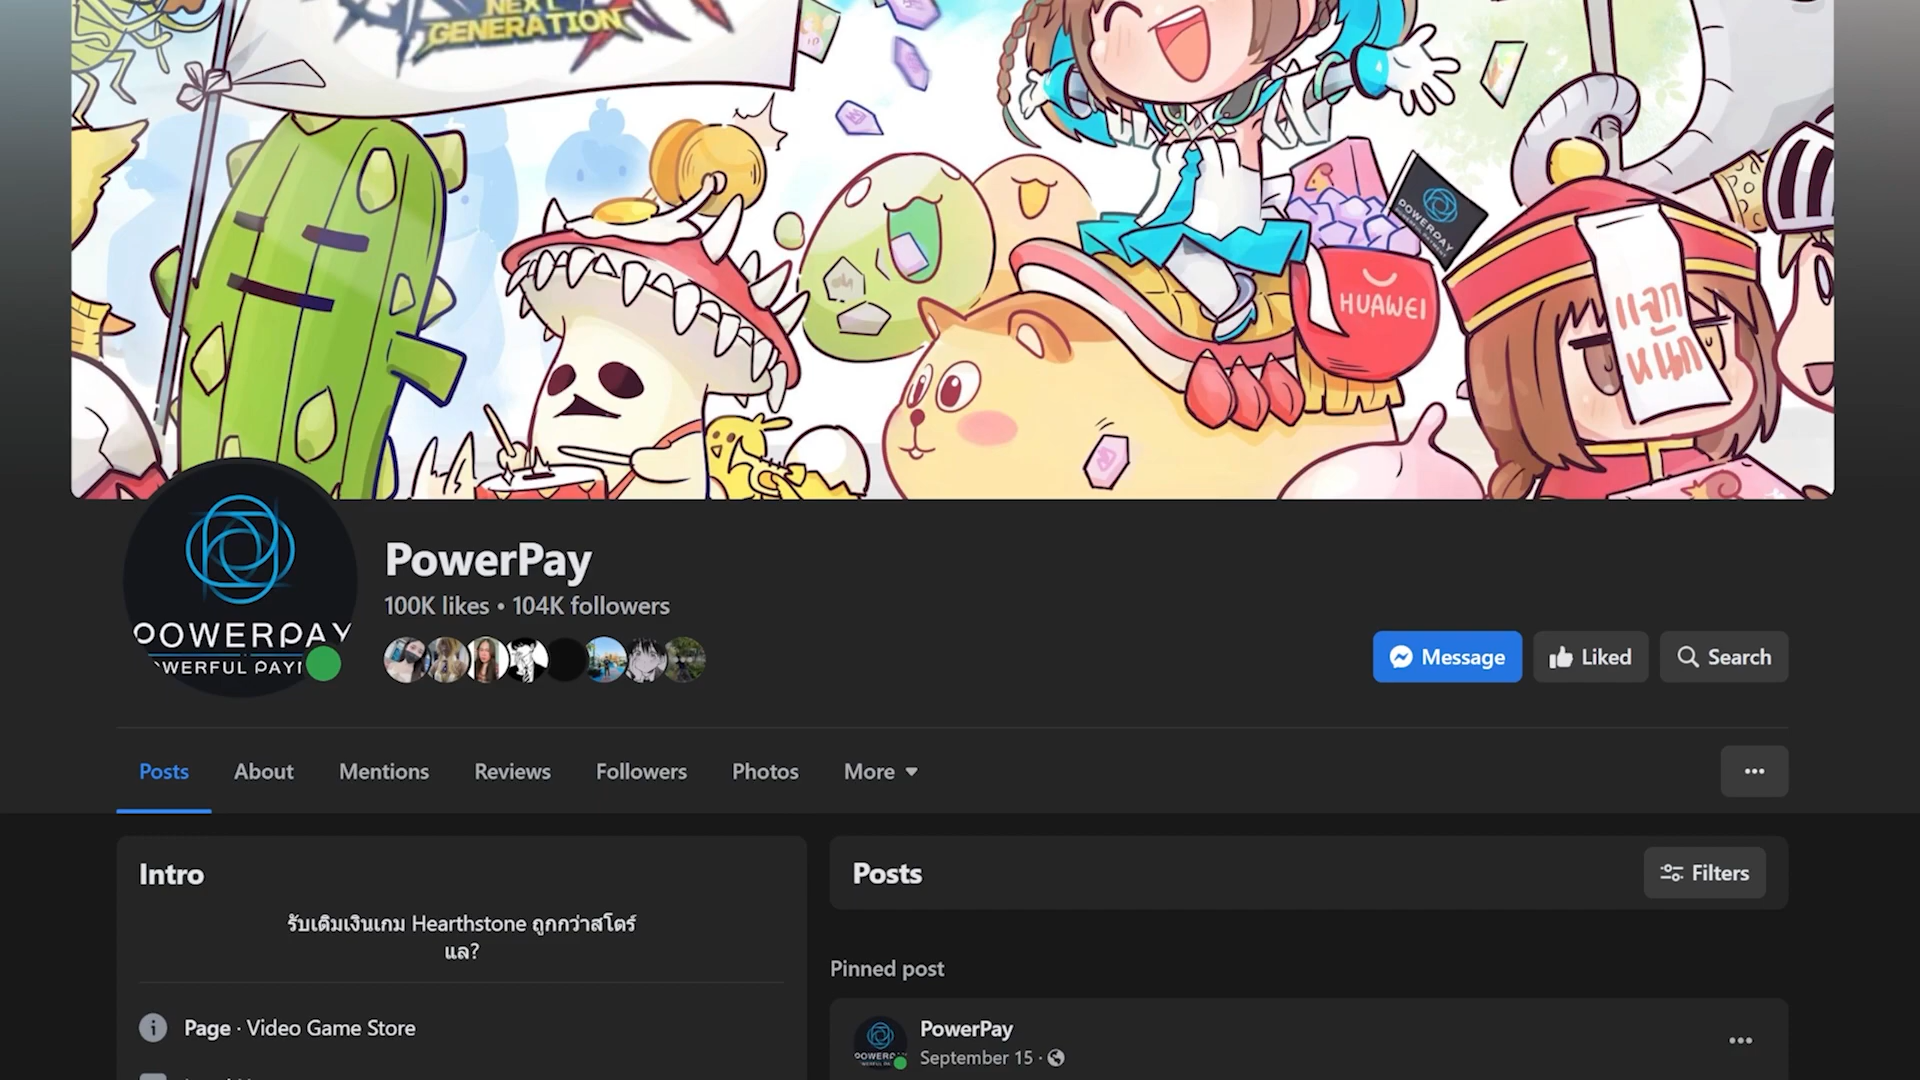 NEXT
GENERATION
POWERPAY
HUAWEI
แจก
หนัก
POWERPAY
PowerPay
100K likes • 104K followers
Message
Liked
Search
Posts
About
Mentions
Reviews
Followers
Photos
More
Intro
รับเติมเงินเกม Hearthstone ถูกกว่าสโตร์
แล?
Page · Video Game Store
Posts
Filters
Pinned post
PowerPay
September 15 ·